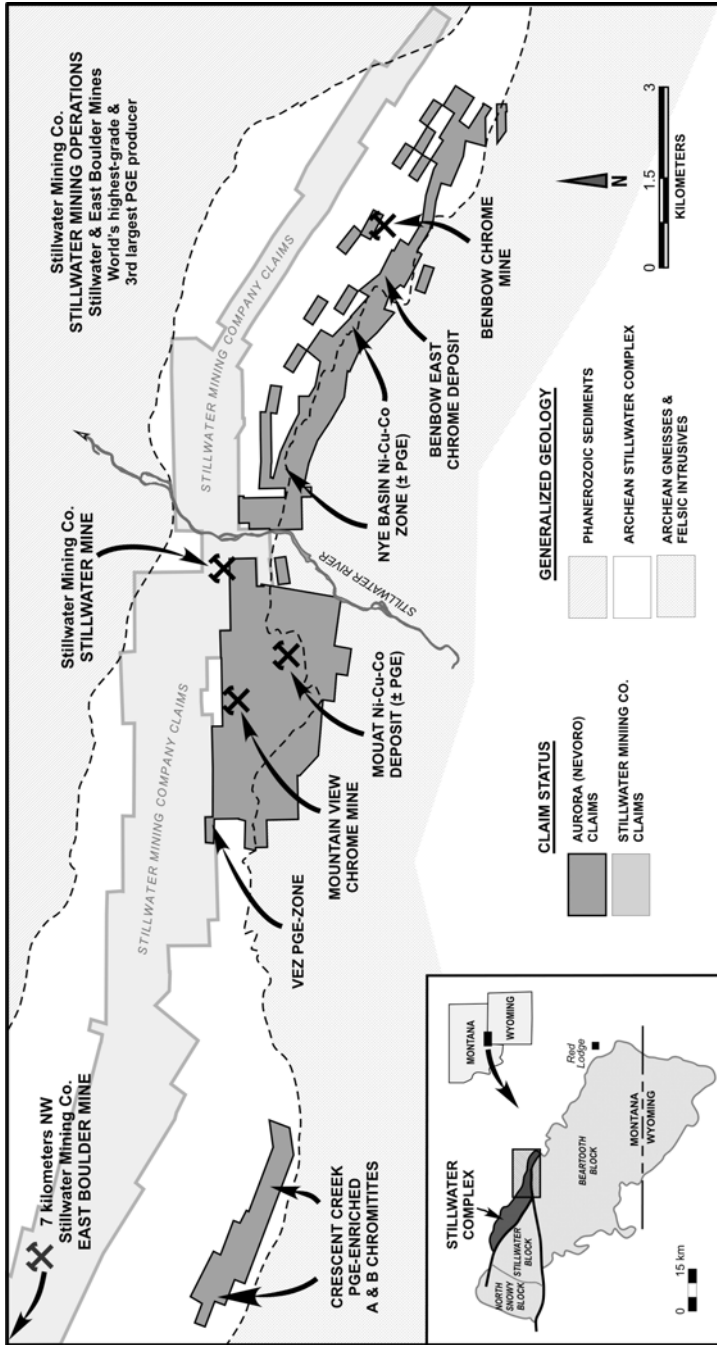 Stillwater Mining Co.
STILLWATER MINING OPERATIONS
Stillwater & East Boulder Mines
World's highest-grade &
3rd largest PGE producer
7 kilometers NW
Stillwater Mining Co.
EAST BOULDER MINE
Stillwater Mining Co.
STILLWATER MINE
STILLWATER MINING COMPANY CLAIMS
STILLWATER MINING COMPANY CLAIMS
CRESCENT CREEK
PGE-ENRICHED
A & B CHROMITITES
VEZ PGE-ZONE
MOUNTAIN VIEW
CHROME MINE
MOUAT Ni-Cu-Co
DEPOSIT (± PGE)
STILLWATER RIVER
NYE BASIN Ni-Cu-Co
ZONE (± PGE)
BENBOW EAST
CHROME DEPOSIT
BENBOW CHROME
MINE
N
0 1.5 3
KILOMETERS
CLAIM STATUS
AURORA (NEVORO)
CLAIMS
STILLWATER MINIING CO.
CLAIMS
GENERALIZED GEOLOGY
PHANEROZOIC SEDIMENTS
ARCHEAN STILLWATER COMPLEX
ARCHEAN GNEISSES &
FELSIC INTRUSIVES
MONTANA
WYOMING
STILLWATER
COMPLEX
Red
Lodge
NORTH
SNOWY
BLOCK
STILLWATER
BLOCK
BEARTOOTH
BLOCK
MONTANA
WYOMING
0 15 km